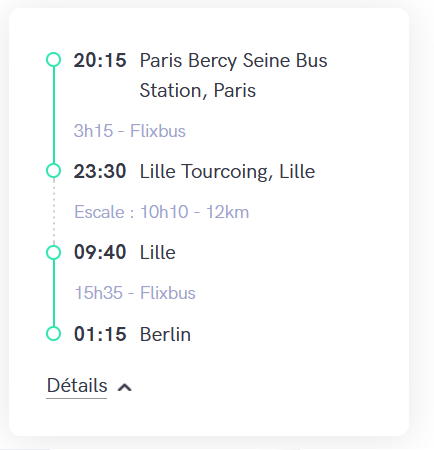 20:15 Paris Bercy Seine Bus
Station, Paris
3h15 - Flixbus
23:30 Lille Tourcoing, Lille
Escale : 10h10 - 12km
09:40 Lille
15h35 - Flixbus
01:15 Berlin
Détails